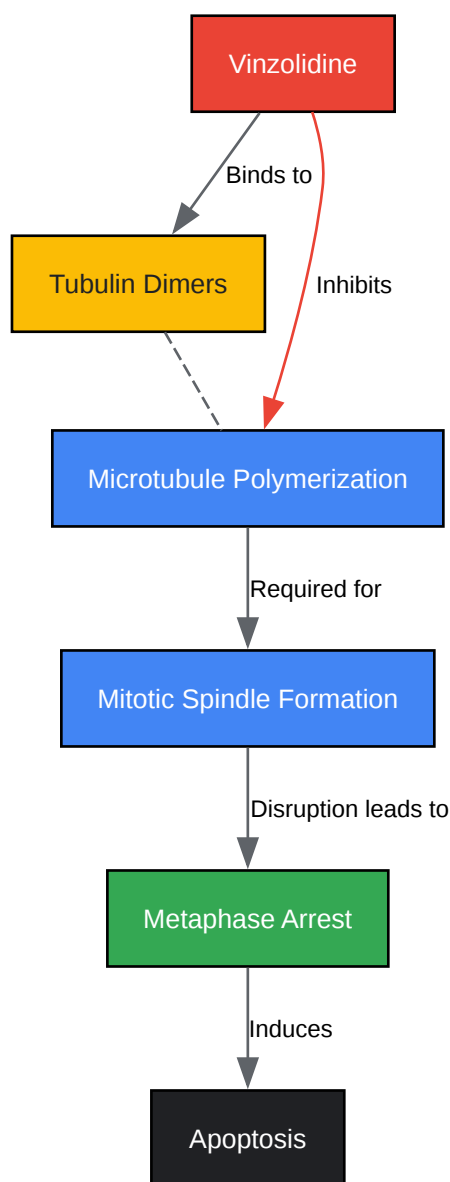 Vinzolidine
Binds to
Tubulin Dimers
Inhibits
Microtubule Polymerization
Required for
Mitotic Spindle Formation
Disruption leads to
Metaphase Arrest
Induces
Apoptosis